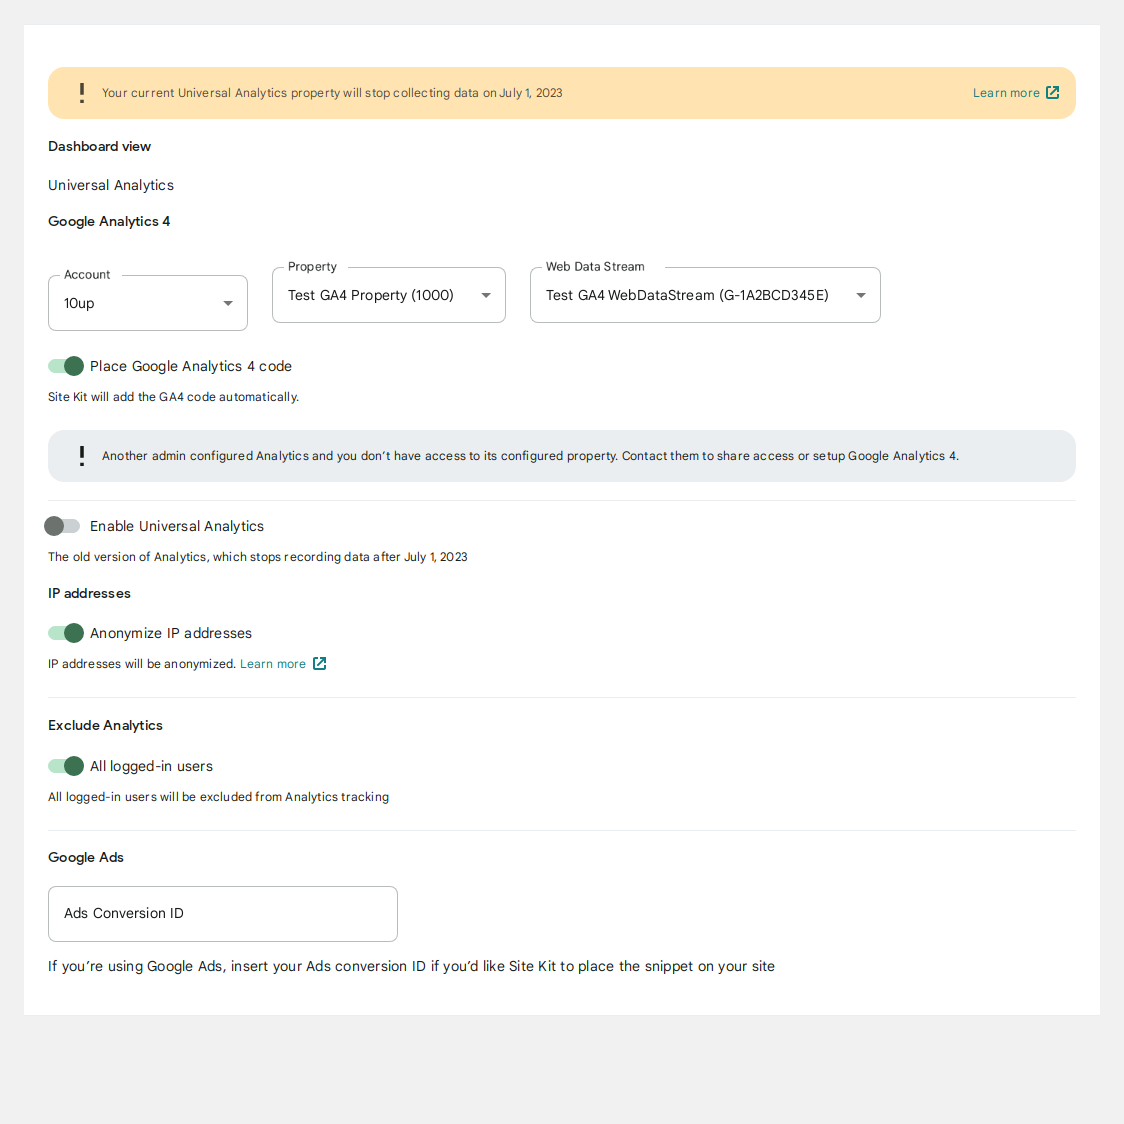 Your current Universal Analytics property will stop collecting data on July 1, 2023 Learn more
Dashboard view
Universal Analytics
Google Analytics 4
Account Property Web Data Stream
10up Test GA4 Property (1000) Test GA4 WebDataStream (G-1A2BCD345E)
Place Google Analytics 4 code
Site Kit will add the GA4 code automatically.
Another admin configured Analytics and you don’t have access to its configured property. Contact them to share access or setup Google Analytics 4.
Enable Universal Analytics
The old version of Analytics, which stops recording data after July 1, 2023
IP addresses
Anonymize IP addresses
IP addresses will be anonymized. Learn more
Exclude Analytics
All logged-in users
All logged-in users will be excluded from Analytics tracking
Google Ads
Ads Conversion ID
If you’re using Google Ads, insert your Ads conversion ID if you’d like Site Kit to place the snippet on your site